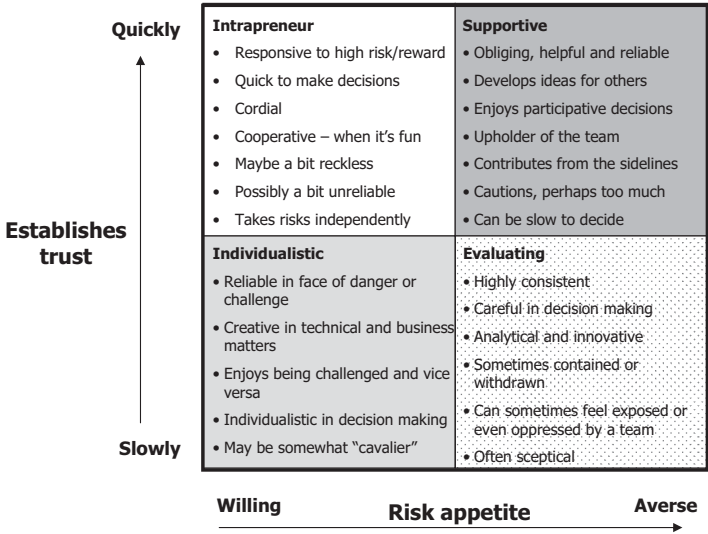 Quickly
Establishes
trust
Slowly
Intrapreneur
• Responsive to high risk/reward
• Quick to make decisions
• Cordial
• Cooperative – when it's fun
• Maybe a bit reckless
• Possibly a bit unreliable
• Takes risks independently
Supportive
• Obliging, helpful and reliable
• Develops ideas for others
• Enjoys participative decisions
• Upholder of the team
• Contributes from the sidelines
• Cautions, perhaps too much
• Can be slow to decide
Individualistic
• Reliable in face of danger or
challenge
• Creative in technical and business
matters
• Enjoys being challenged and vice
versa
• Individualistic in decision making
• May be somewhat “cavalier”
Evaluating
• Highly consistent
• Careful in decision making
• Analytical and innovative
• Sometimes contained or
withdrawn
• Can sometimes feel exposed or
even oppressed by a team
• Often sceptical
Willing
Risk appetite
Averse